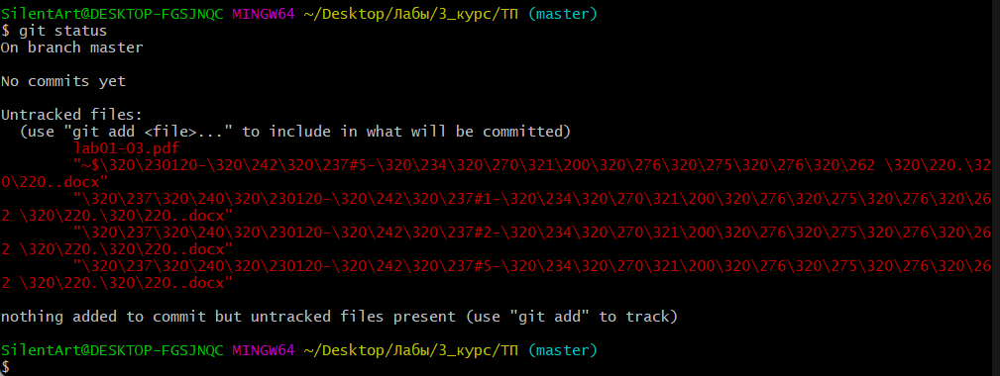 SilentArt@DESKTOP-FGSJNQC MINGW64 ~/Desktop/Лабы/3_курс/ТП (master)
$ git status
On branch master
No commits yet
Untracked files:
(use "git add <file>..." to include in what will be committed)
lab01-03.pdf
"~$\320\230120-\320\242\320\237#5-\320\234\320\270\321\200\320\276\320\275\320\276\320\262 \320\220.\32
0\220..docx"
"\320\237\320\240\320\230120-\320\242\320\237#1-\320\234\320\270\321\200\320\276\320\275\320\276\320\26
2 \320\220.\320\220..docx"
"\320\237\320\240\320\230120-\320\242\320\237#2-\320\234\320\270\321\200\320\276\320\275\320\276\320\26
2 \320\220.\320\220..docx"
"\320\237\320\240\320\230120-\320\242\320\237#5-\320\234\320\270\321\200\320\276\320\275\320\276\320\26
2 \320\220.\320\220..docx"
nothing added to commit but untracked files present (use "git add" to track)
SilentArt@DESKTOP-FGSJNQC MINGW64 ~/Desktop/Лабы/3_курс/ТП (master)
$